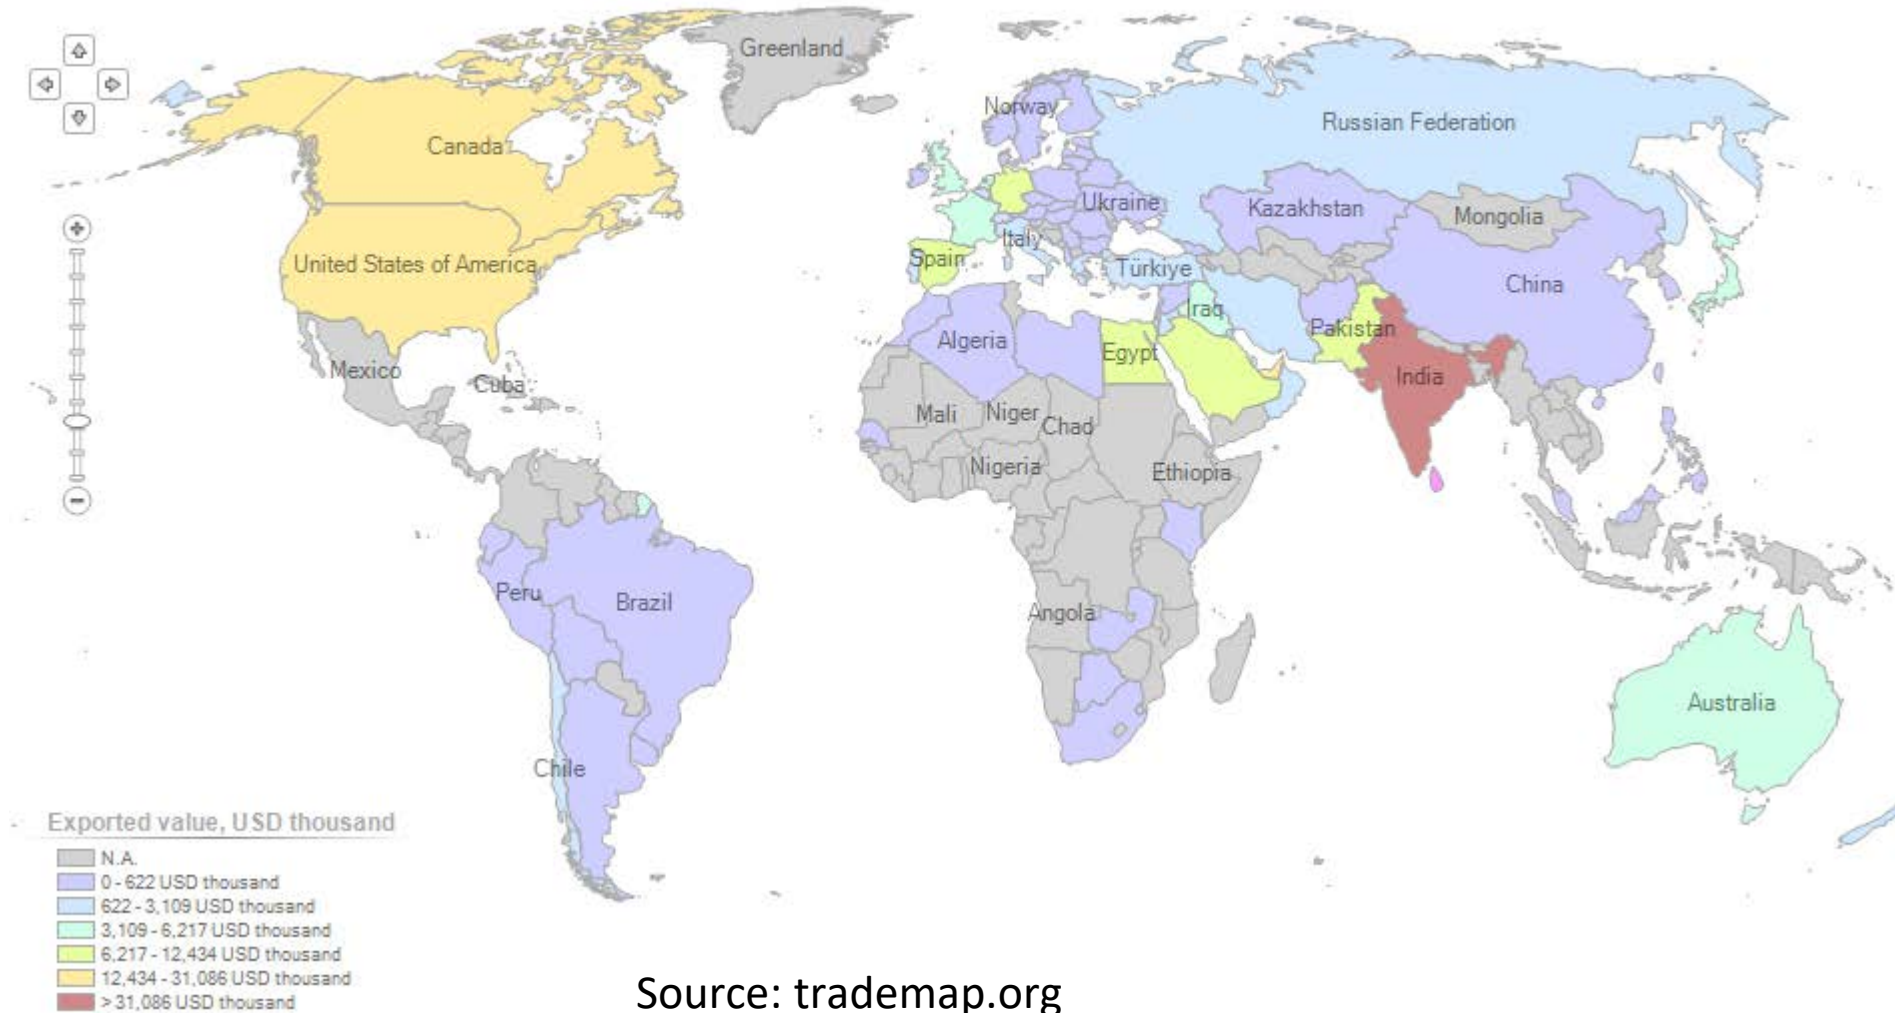 Greenland
Norway
Russian Federation
Canada
Ukraine
Kazakhstan
Mongolia
Italy
Spain
United States of America
Türkiye
China
Iraq
Pakistan
Algeria
Egypt
India
Mexico
Cuba
Mali
Niger
Chad
Nigeria
Ethiopia
Peru
Brazil
Angola
Australia
Chile
Exported value, USD thousand
N.A.
0 - 622 USD thousand
622 - 3,109 USD thousand
3,109 - 6,217 USD thousand
6,217 - 12,434 USD thousand
12,434 - 31,086 USD thousand
> 31,086 USD thousand
Source: trademap.org